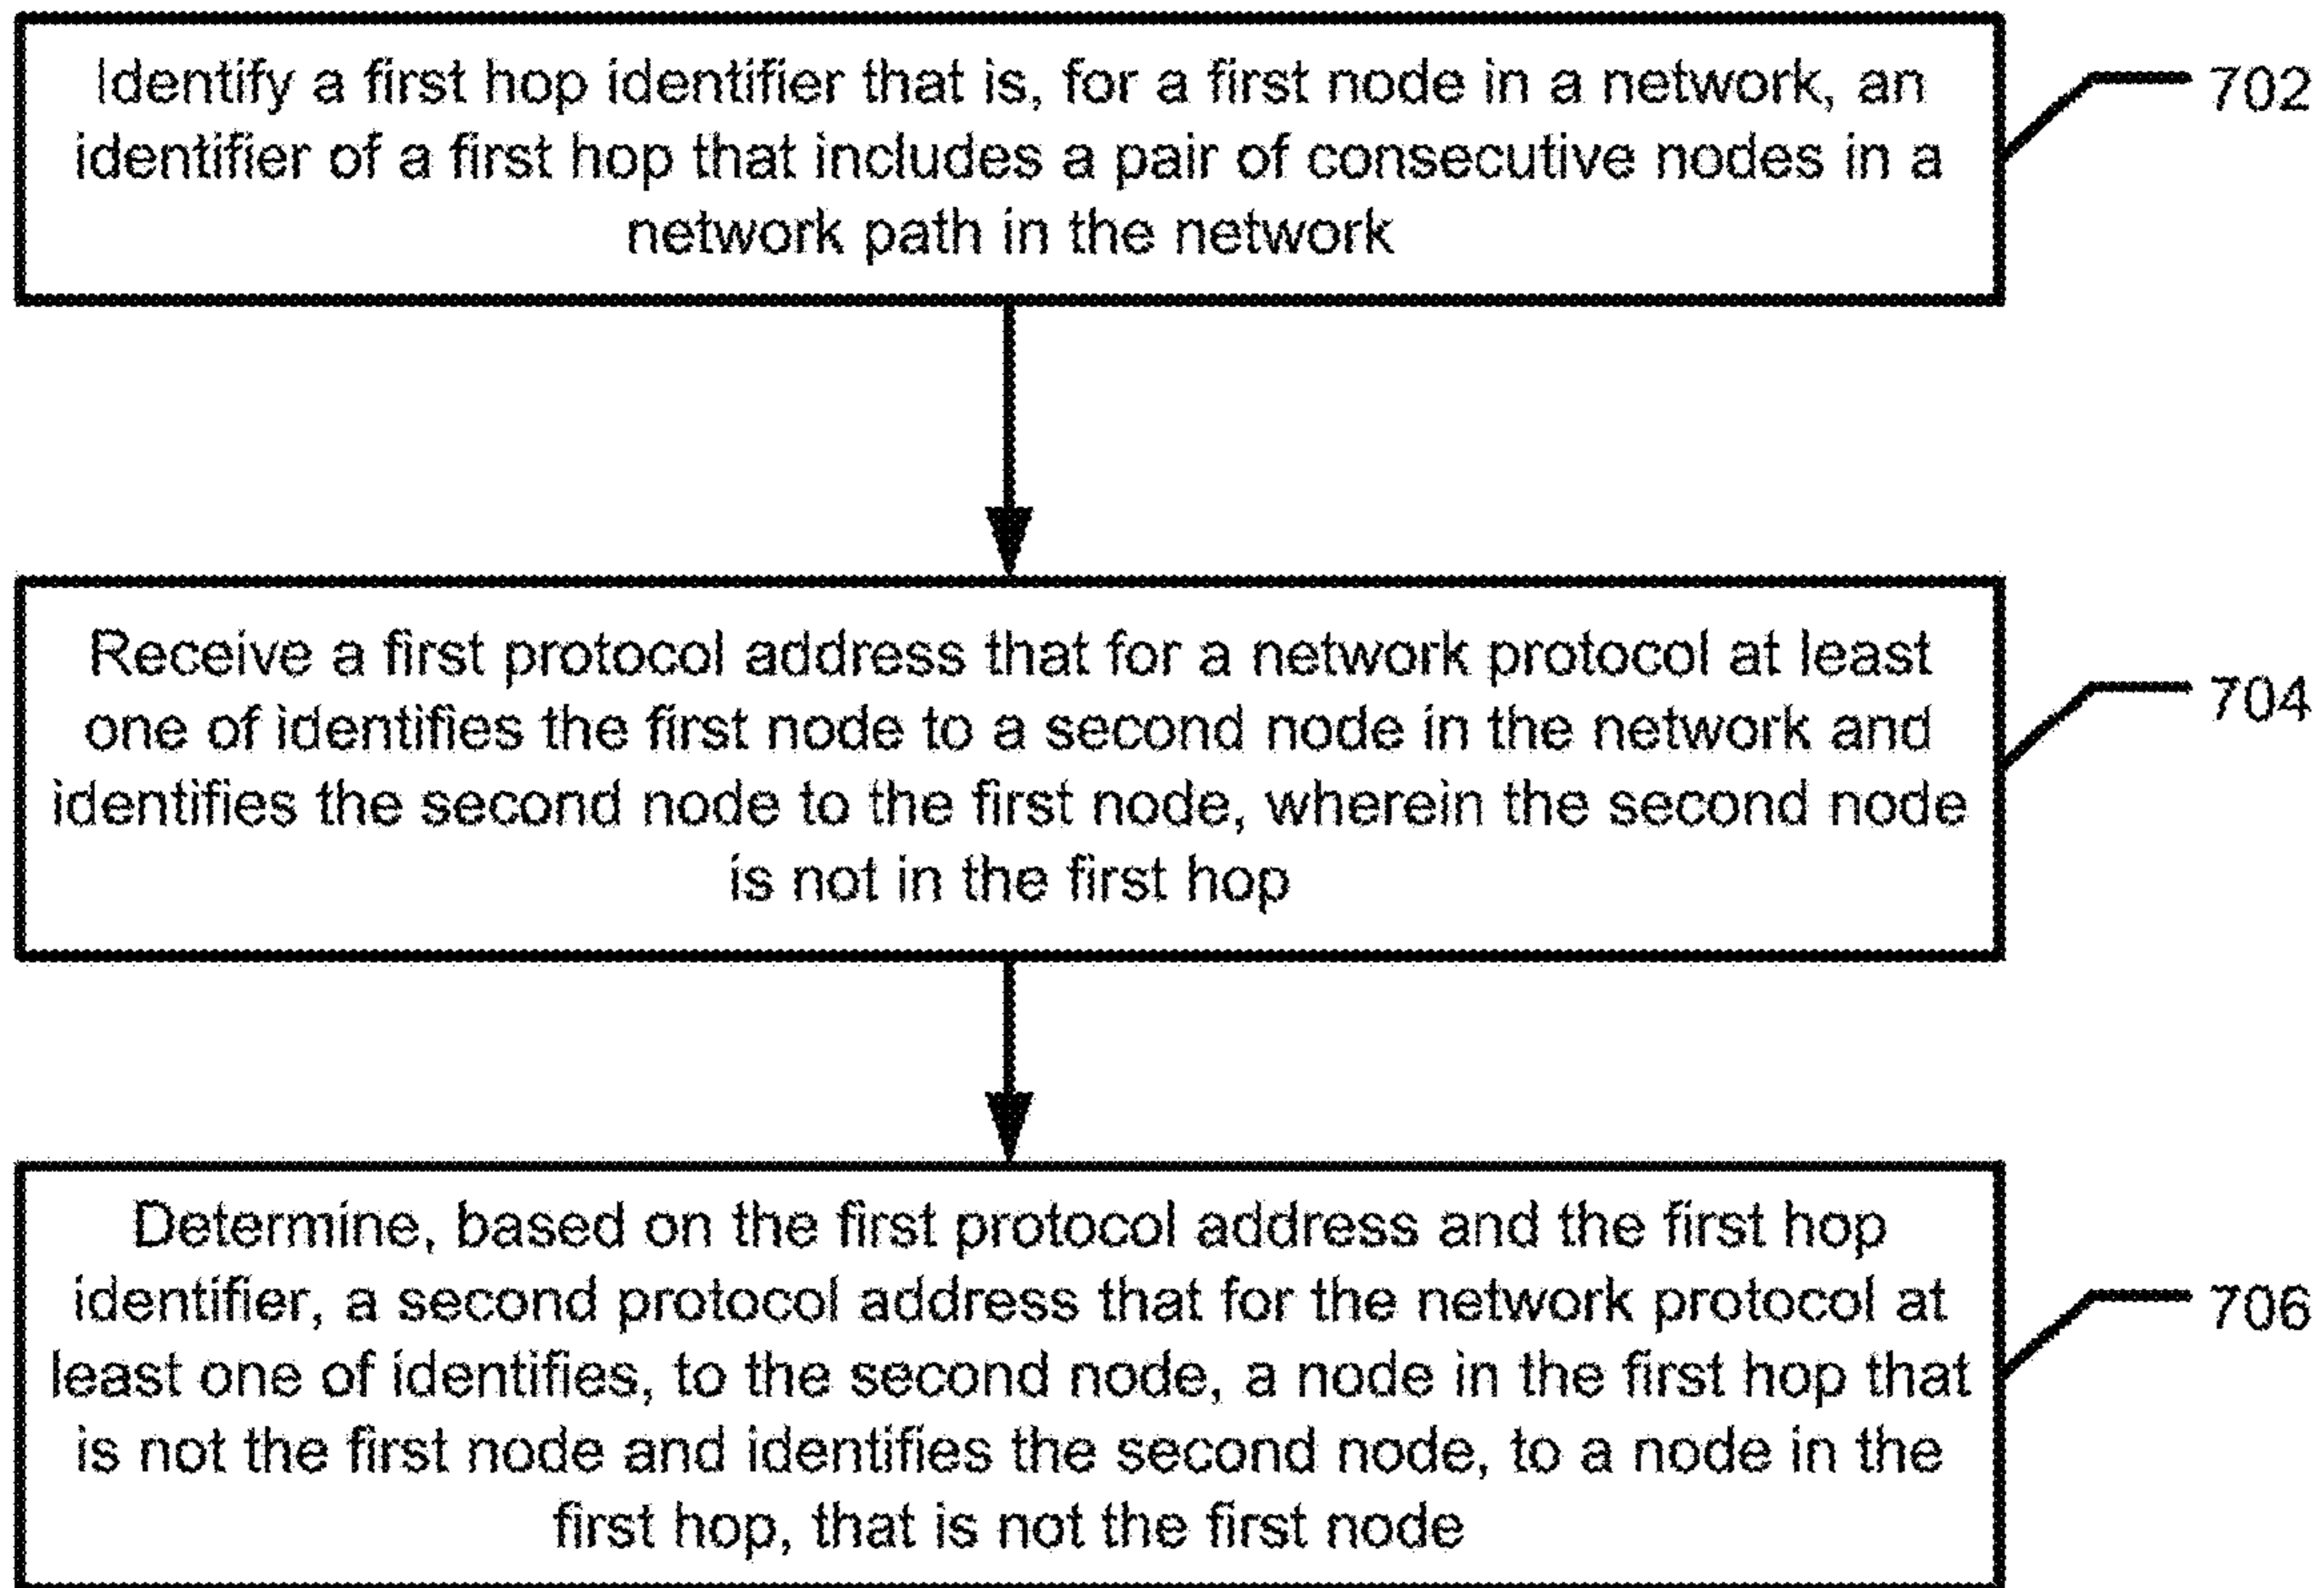 Identify a first hop identifier that is, for a first node in a network, an
identifier of a first hop that includes a pair of consecutive nodes in a
network path in the network
702
Receive a first protocol address that for a network protocol at least
one of identifies the first node to a second node in the network and
identifies the second node to the first node, wherein the second node
is not in the first hop
704
Determine, based on the first protocol address and the first hop
identifier, a second protocol address that for the network protocol at
least one of identifies, to the second node, a node in the first hop that
is not the first node and identifies the second node, to a node in the
first hop, that is not the first node
706